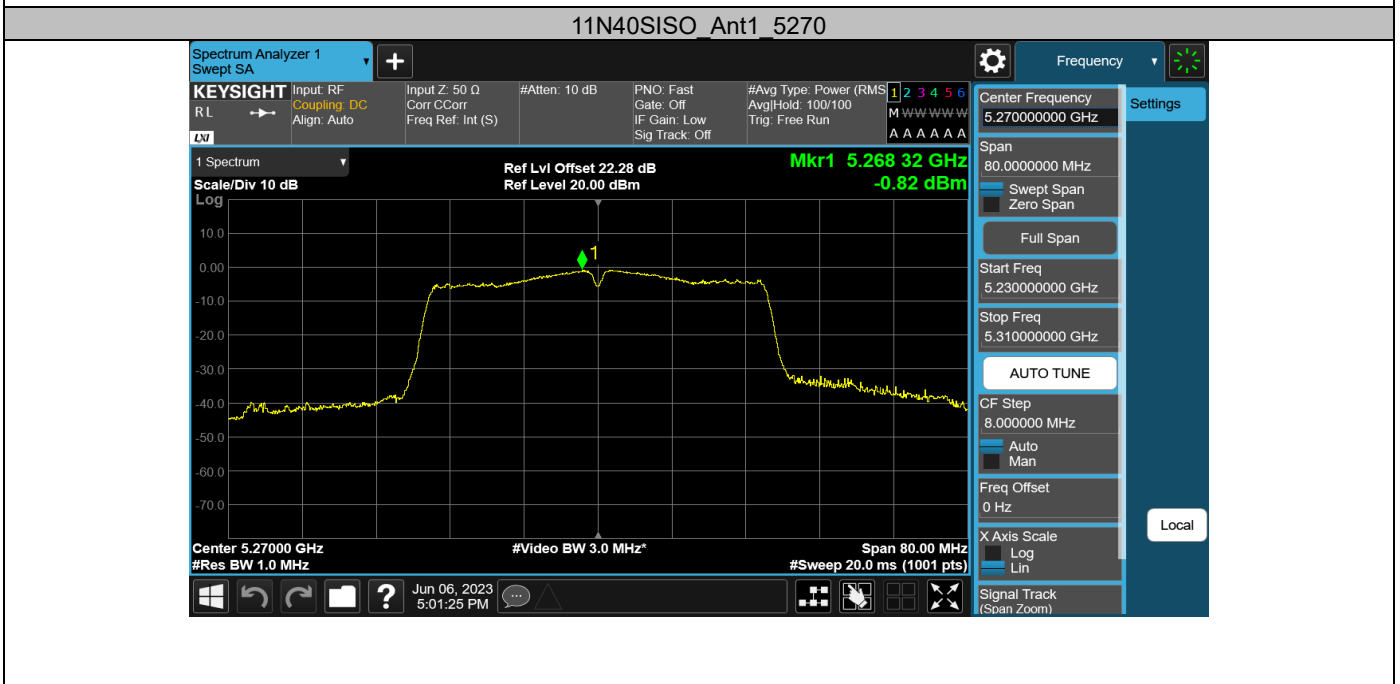 11N40SISO_Ant1_5270
Spectrum Analyzer 1
Swept SA
Frequency
KEYSIGHT
R L
LXI
Input: RF
Coupling: DC
Align: Auto
Input Z: 50 Ω
Corr CCorr
Freq Ref: Int (S)
#Atten: 10 dB
PNO: Fast
Gate: Off
IF Gain: Low
Sig Track: Off
#Avg Type: Power (RMS
Avg|Hold: 100/100
Trig: Free Run
1 2 3 4 5 6
M W W W W W
A A A A A A
1 Spectrum
Scale/Div 10 dB
Log
Ref Lvl Offset 22.28 dB
Ref Level 20.00 dBm
Mkr1 5.268 32 GHz
-0.82 dBm
10.0
0.00
-10.0
-20.0
-30.0
-40.0
-50.0
-60.0
-70.0
1
Center 5.27000 GHz
#Res BW 1.0 MHz
#Video BW 3.0 MHz*
Span 80.00 MHz
#Sweep 20.0 ms (1001 pts)
?
Jun 06, 2023
5:01:25 PM
Center Frequency
5.270000000 GHz
Settings
Span
80.0000000 MHz
Swept Span
Zero Span
Full Span
Start Freq
5.230000000 GHz
Stop Freq
5.310000000 GHz
AUTO TUNE
CF Step
8.000000 MHz
Auto
Man
Freq Offset
0 Hz
Local
X Axis Scale
Log
Lin
Signal Track
(Span Zoom)